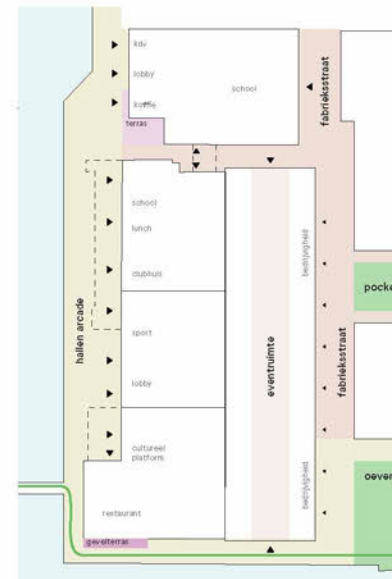 kdv
lobby
koffie
school
terras
fabrieksstraat
school
lunch
clubhuis
sport
lobby
cultureel
platform
restaurant
gevelterras
hallen arcade
eventruimte
bedrijvigheid
bedrijvigheid
fabrieksstraat
pocke
oever